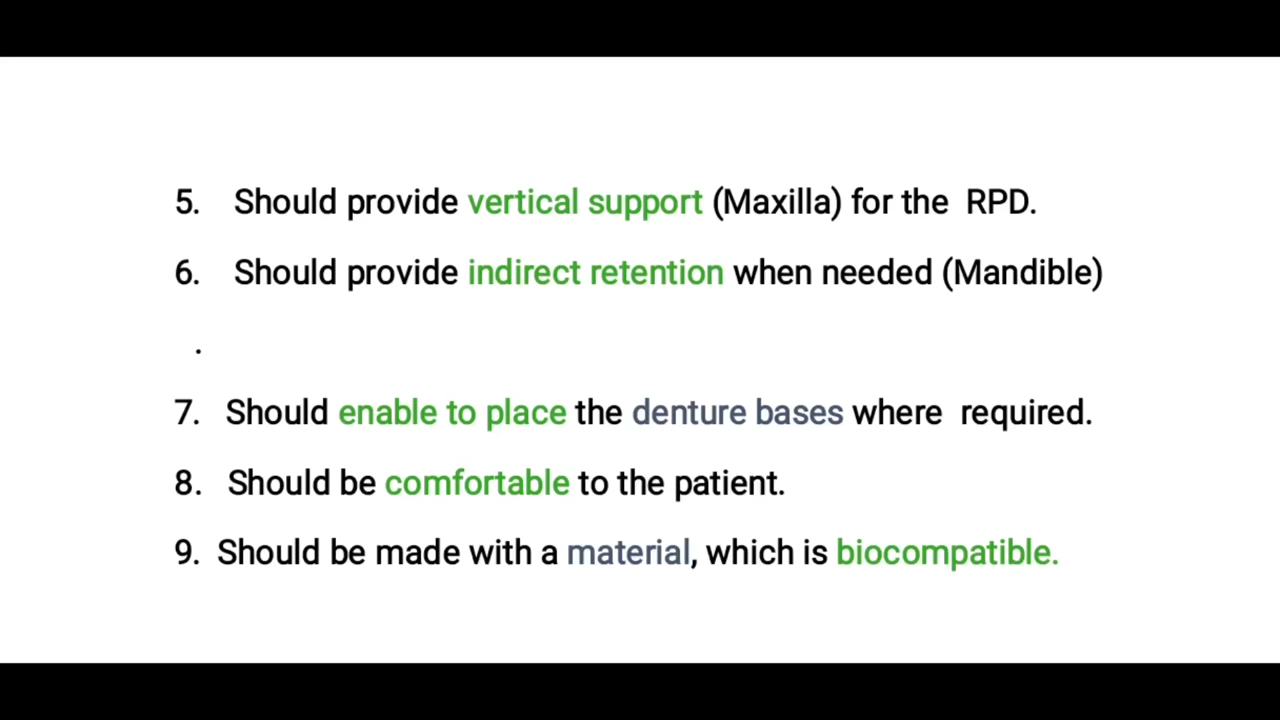 5. Should provide vertical support (Maxilla) for the RPD.
6. Should provide indirect retention when needed (Mandible)
.
7. Should enable to place the denture bases where required.
8. Should be comfortable to the patient.
9. Should be made with a material, which is biocompatible.